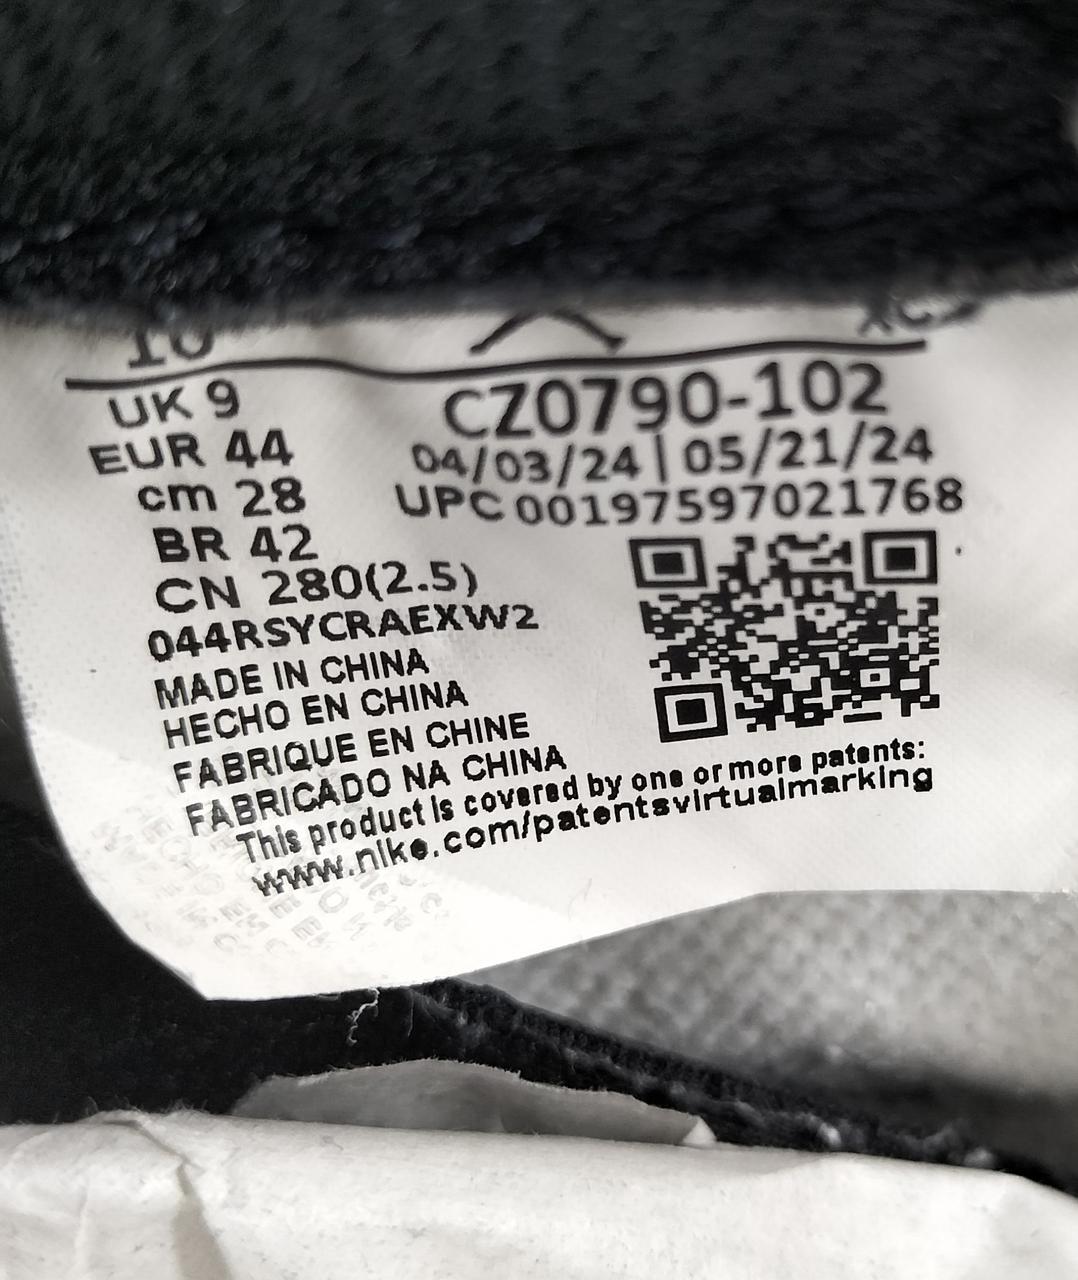 10
UK 9
EUR 44
cm 28
BR 42
CN 280(2.5)
044RSYCRAEXW2
MADE IN CHINA
HECHO EN CHINA
FABRIQUE EN CHINE
FABRICADO NA CHINA
This product is covered by one or more patents:
www.nike.com/patentsvirtualmarking
CZ0790-102
04/03/24 | 05/21/24
UPC 00197597021768